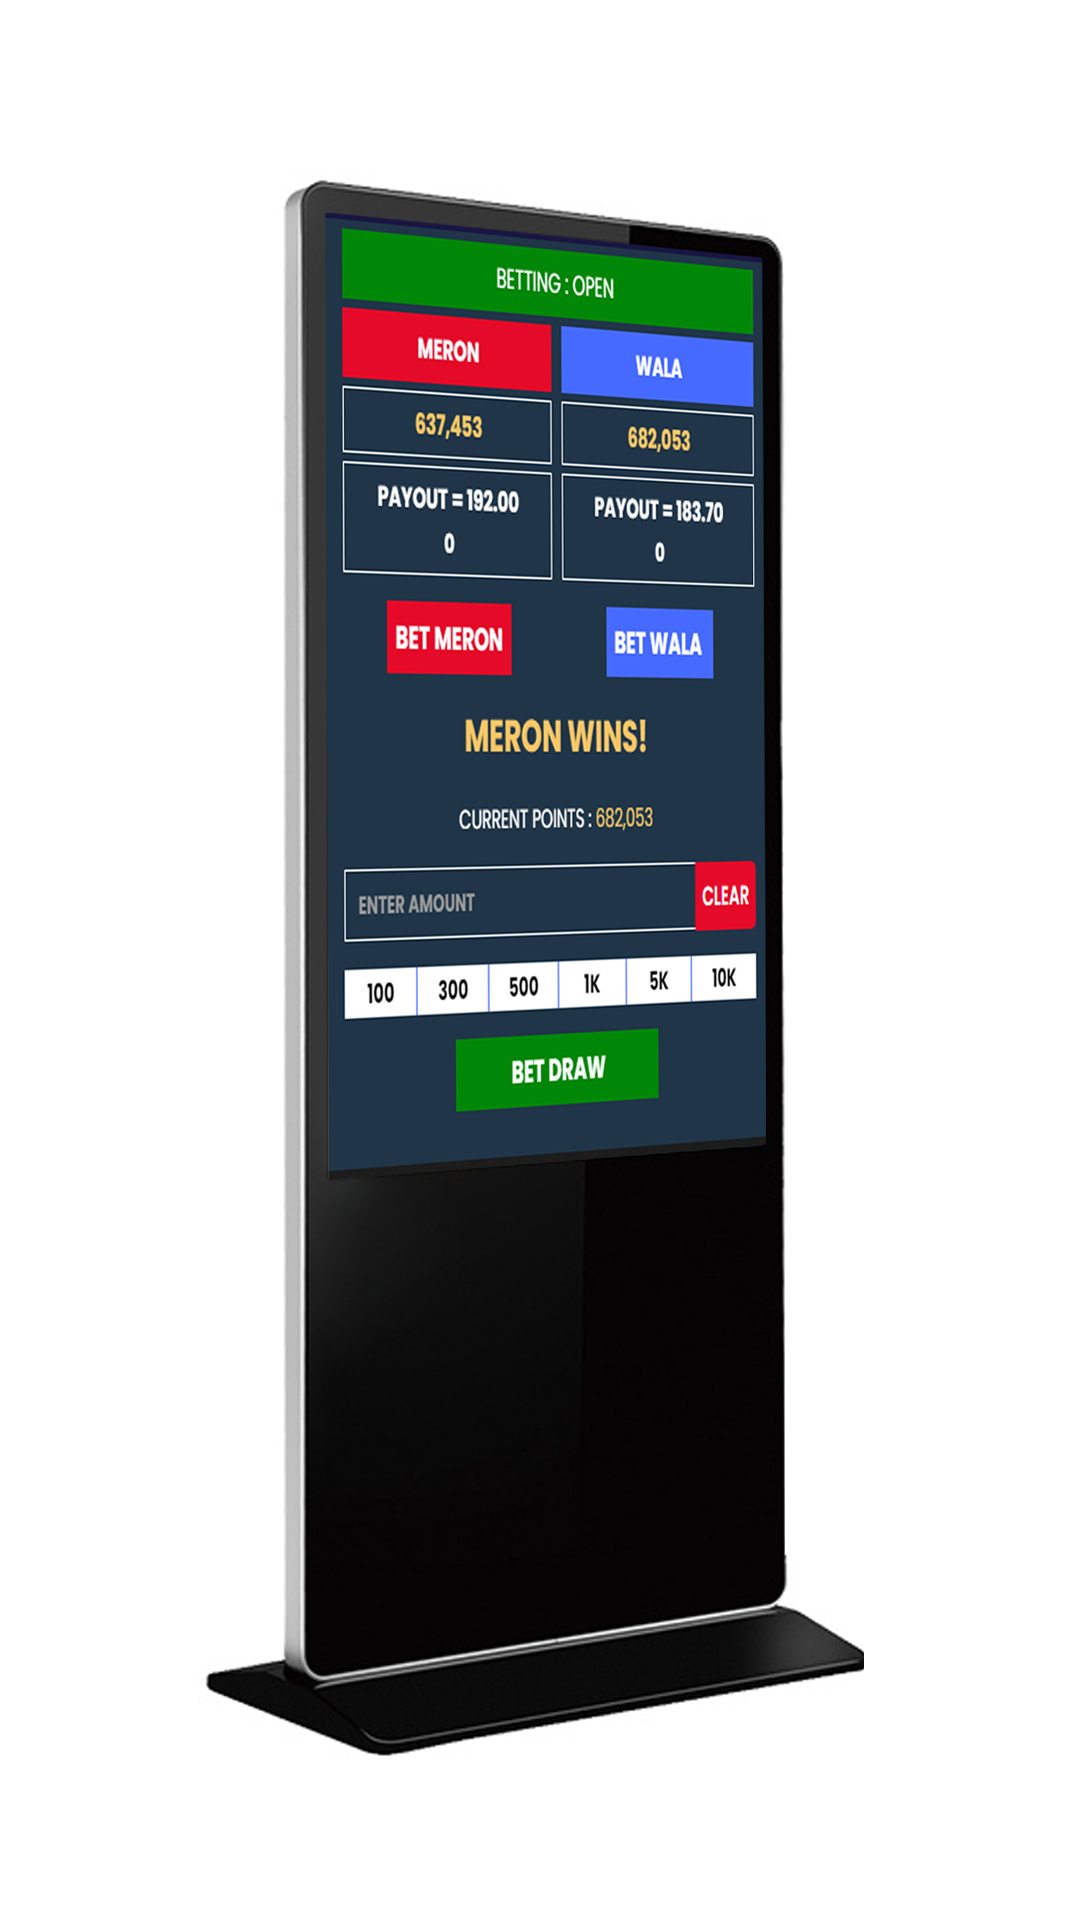 BETTING : OPEN
MERON WALA
637,453 682,053
PAYOUT = 192.00 PAYOUT = 183.70
0 0
BET MERON BET WALA
MERON WINS!
CURRENT POINTS : 682,053
ENTER AMOUNT CLEAR
100 300 500 1K 5K 10K
BET DRAW